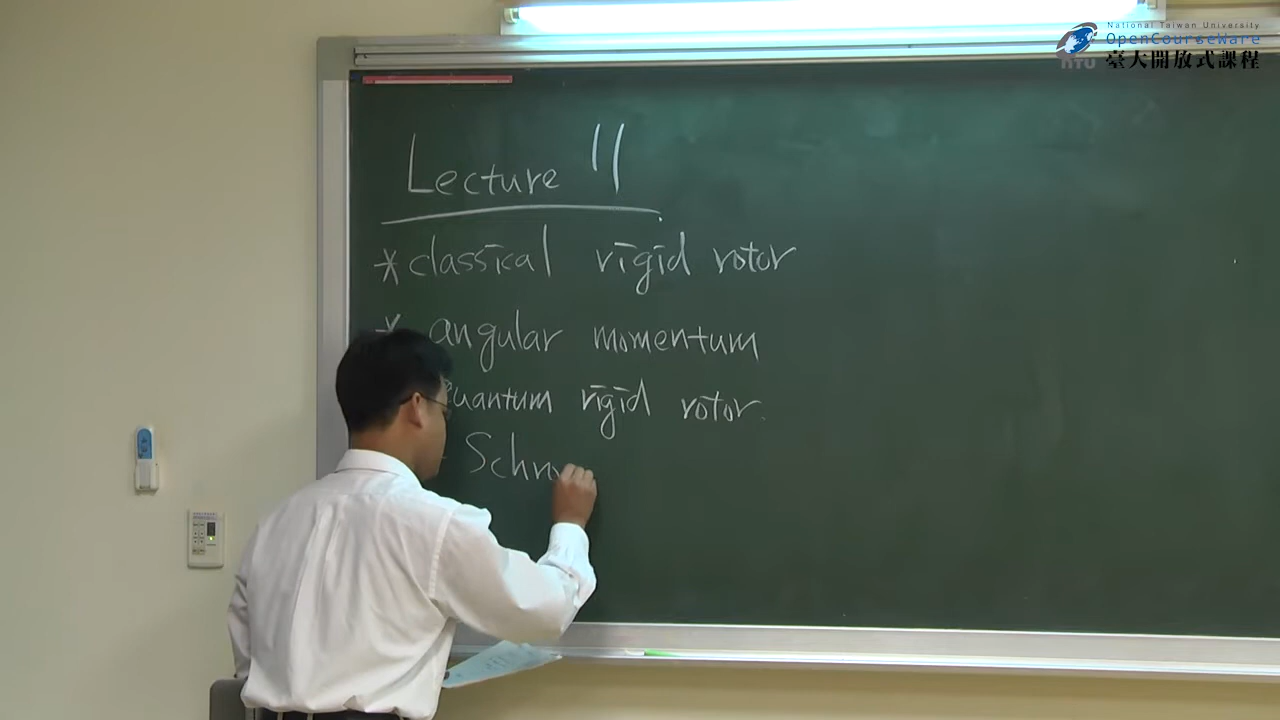 National Taiwan University
OpenCourseWare
臺大開放式課程
NTU
Lecture 11
* classical rigid rotor
* angular momentum
quantum rigid rotor.